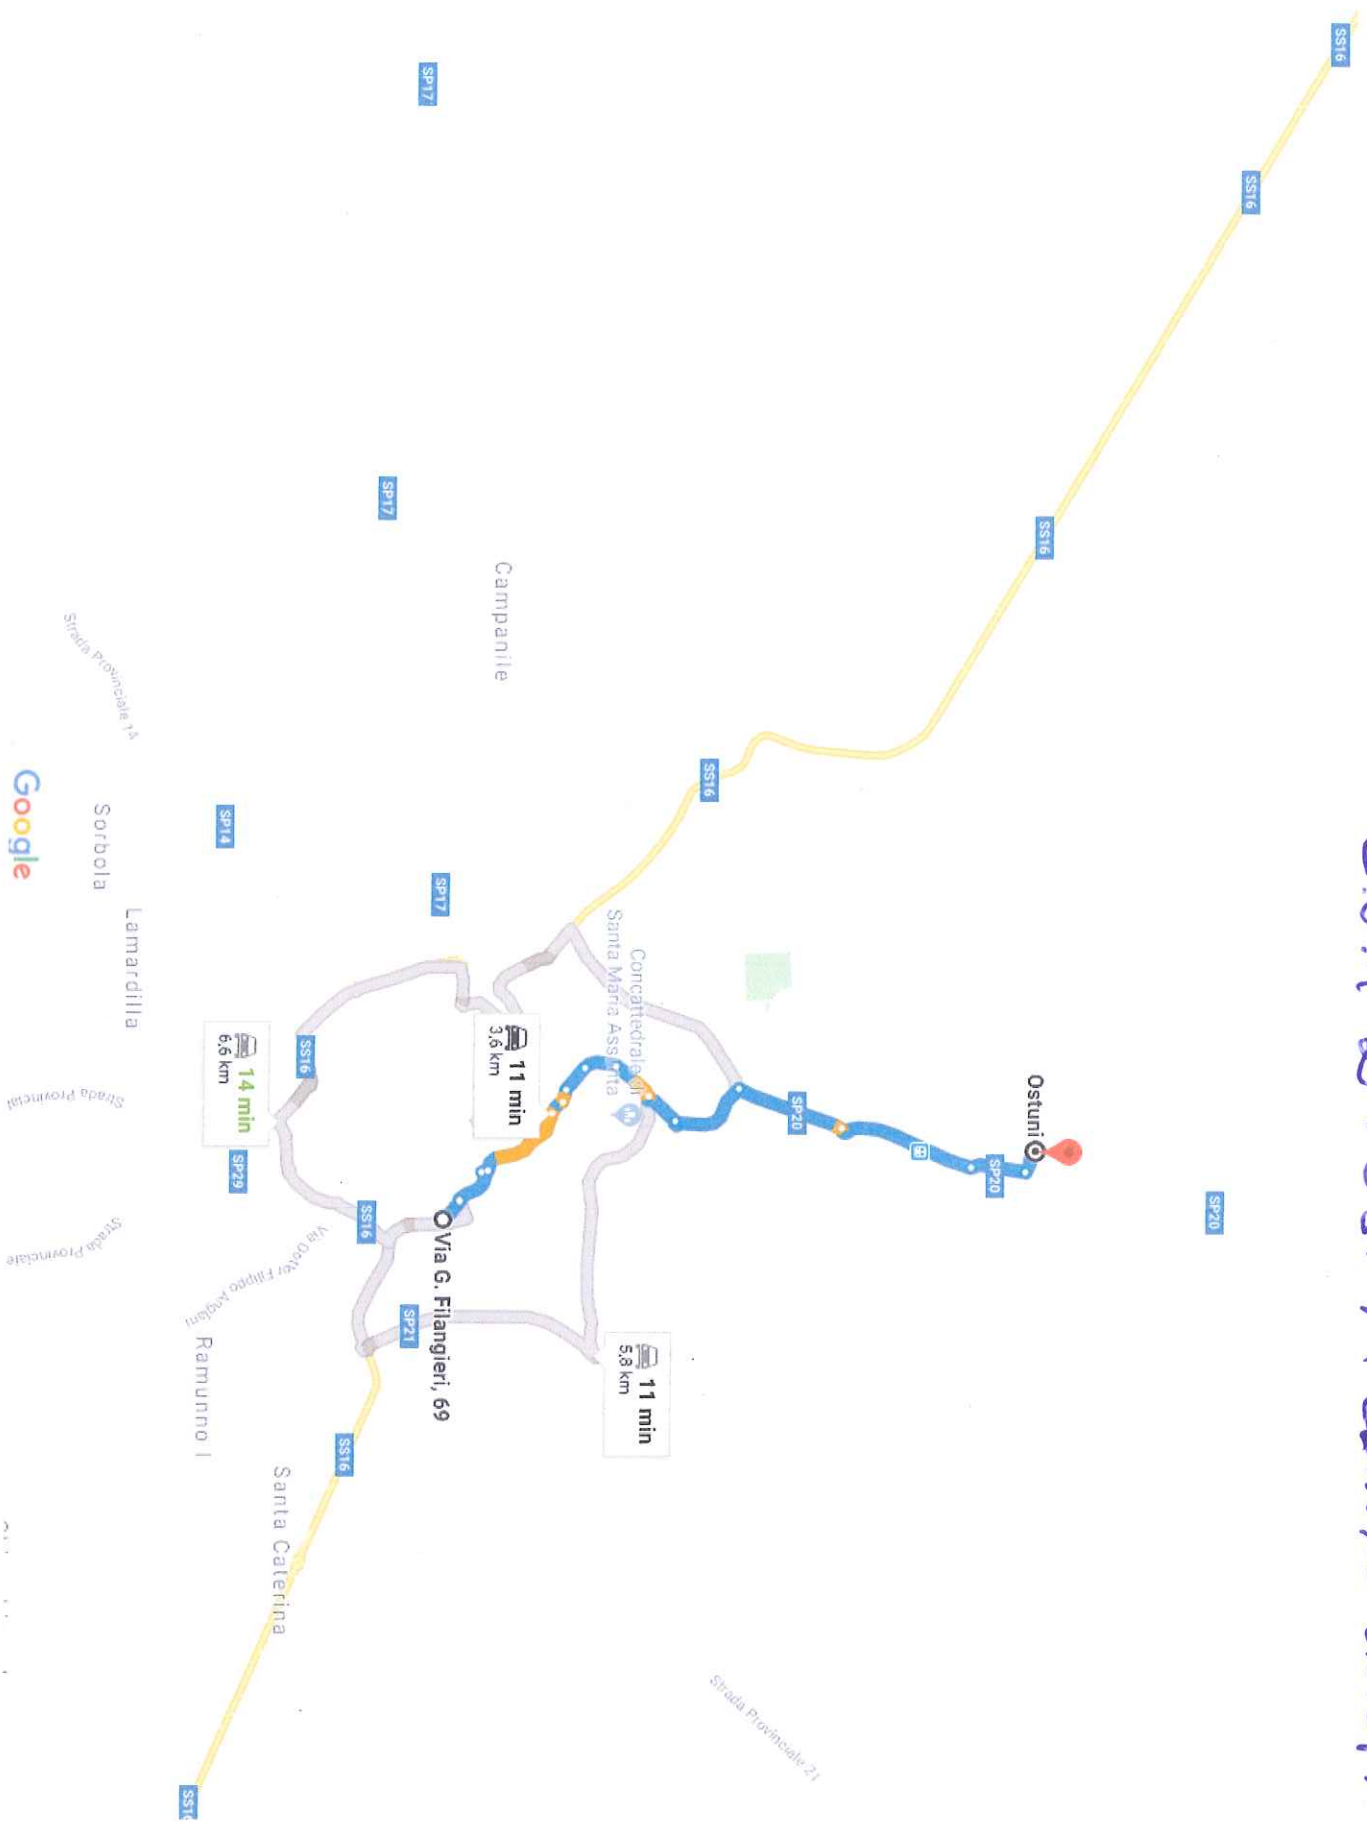 SS16
SS16
SS16
SS16
SP17
SP17
SP17
Campanile
Strada Provinciale 14
Sorbola
SP14
Lamardilla
Google
Concattedrale di
Santa Maria Assunta
Ostuni
SP20
SP20
SP20
11 min
3,6 km
14 min
6,6 km
SS16
SP29
SS16
Strada Provincial
Strada Provinciale
Via Dottor Filippo Anglani
Via G. Filangieri, 69
SP21
11 min
5,8 km
Ramunno I
SS16
Santa Caterina
Strada Provinciale 21
SS16